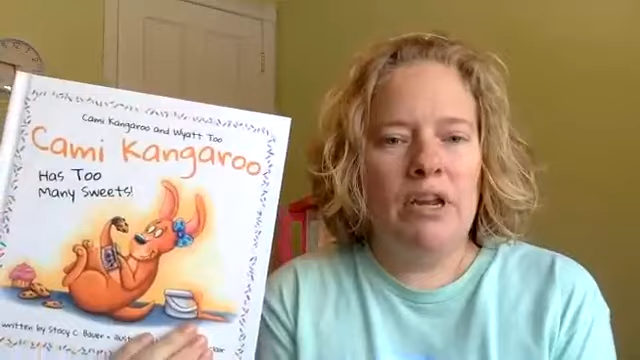 Cami Kangaroo and Wyatt Too
Cami Kangaroo
Has Too
Many Sweets!
written by Stacy C. Bauer